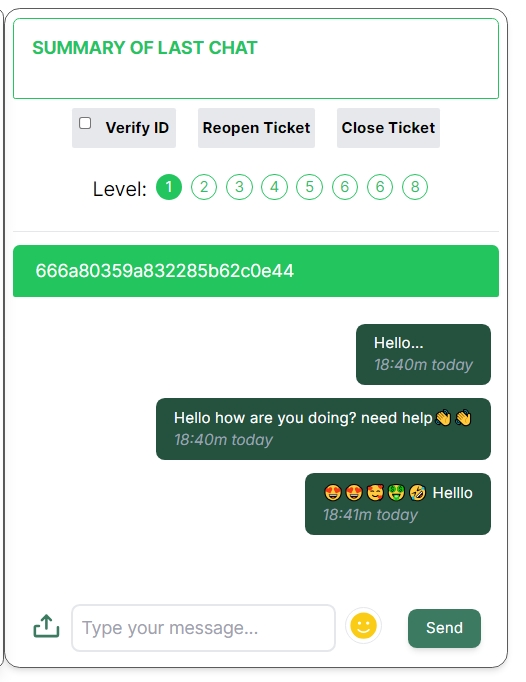 SUMMARY OF LAST CHAT
Verify ID Reopen Ticket Close Ticket
Level: 1 2 3 4 5 6 6 8
666a80359a832285b62c0e44
Hello...
18:40m today
Hello how are you doing? need help👏👏
18:40m today
😍😍🥰🤑🤣 Helllo
18:41m today
Type your message...
Send